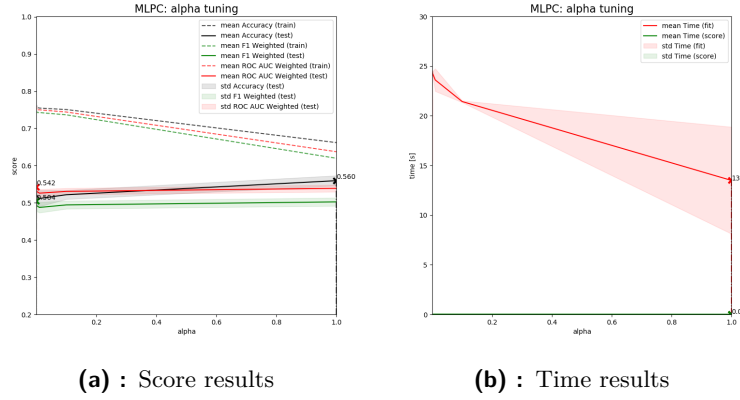 MLPC: alpha tuning
1.0
0.9
0.8
0.7
0.6
0.5
0.4
0.3
0.2
score
mean Accuracy (train)
mean Accuracy (test)
mean F1 Weighted (train)
mean F1 Weighted (test)
mean ROC AUC Weighted (train)
mean ROC AUC Weighted (test)
std Accuracy (test)
std F1 Weighted (test)
std ROC AUC Weighted (test)
0.542
0.504
0.560
0.2
0.4
0.6
0.8
1.0
alpha
(a) : Score results
MLPC: alpha tuning
30
25
20
15
10
5
0
time [s]
mean Time (fit)
mean Time (score)
std Time (fit)
std Time (score)
13
0.0
0.2
0.4
0.6
0.8
1.0
alpha
(b) : Time results